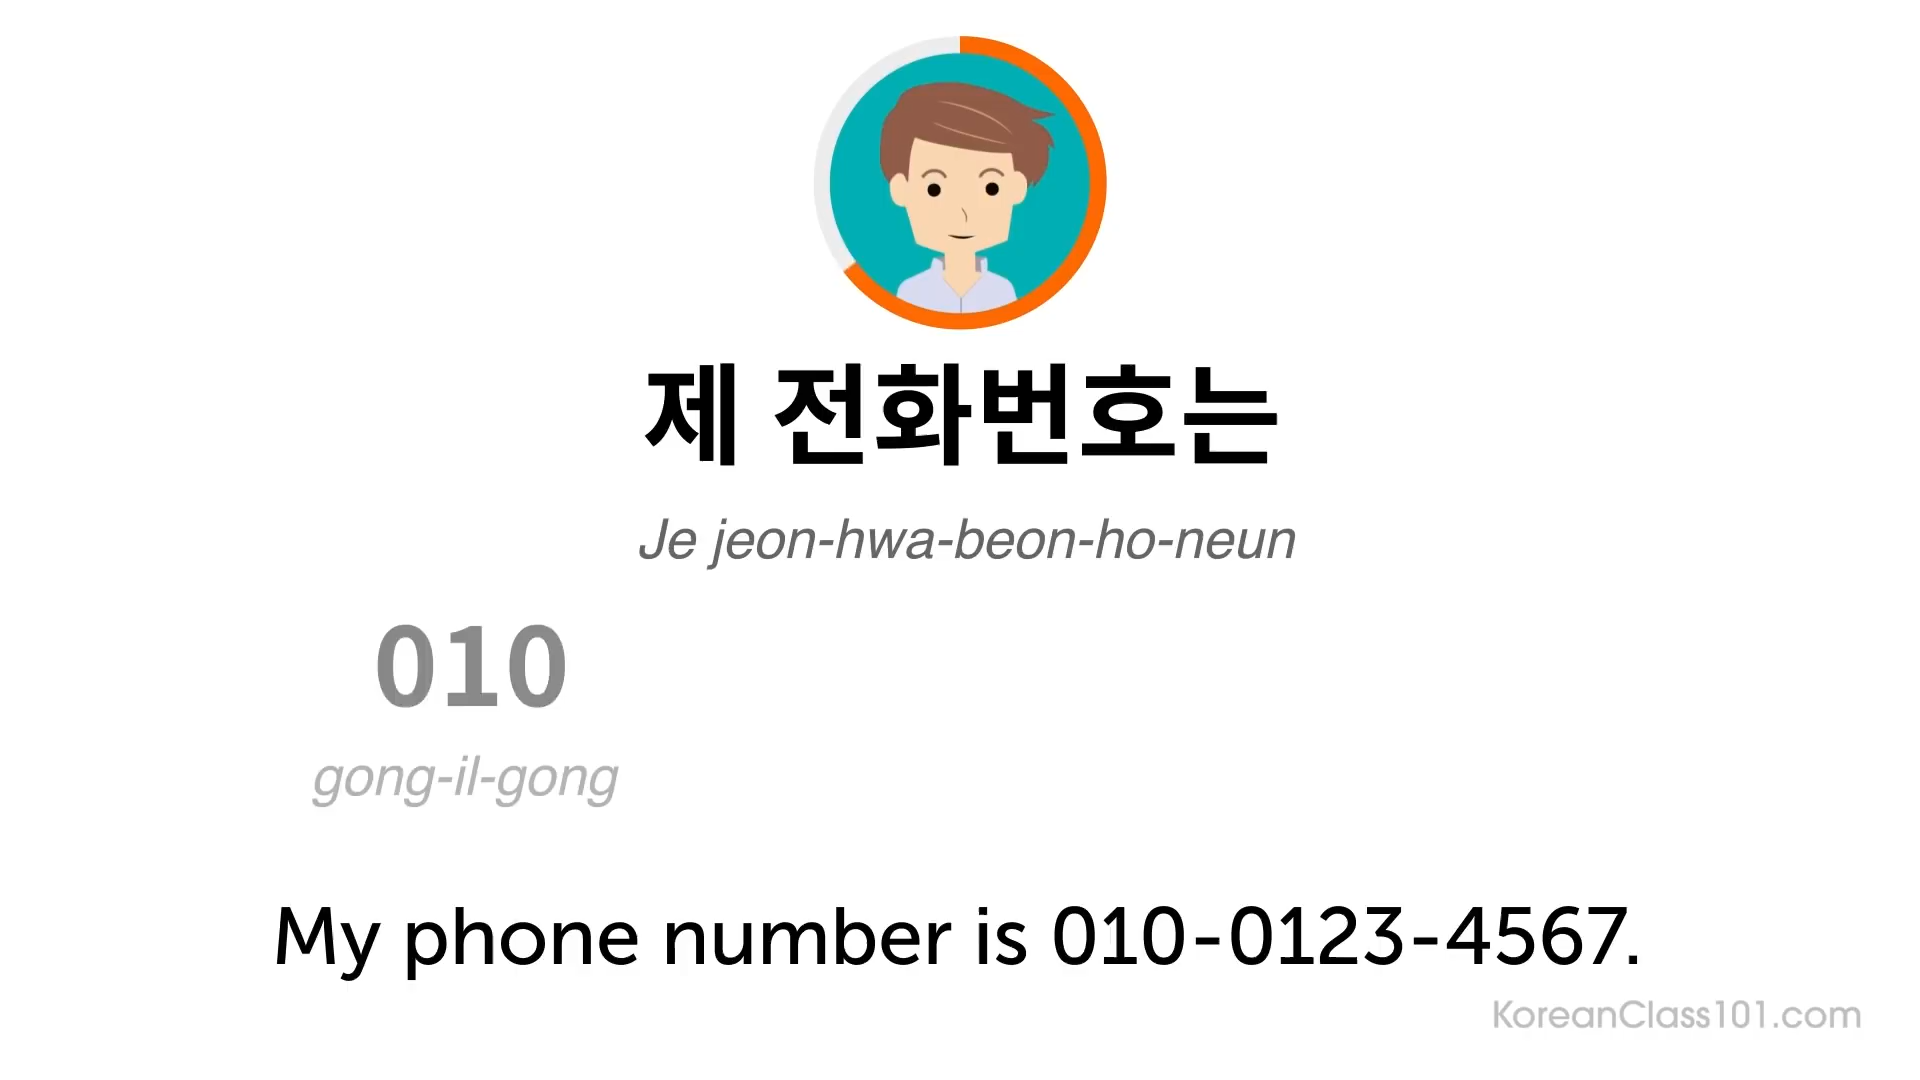 제 전화번호는
Je jeon-hwa-beon-ho-neun
010
gong-il-gong
My phone number is 010-0123-4567.
KoreanClass101.com